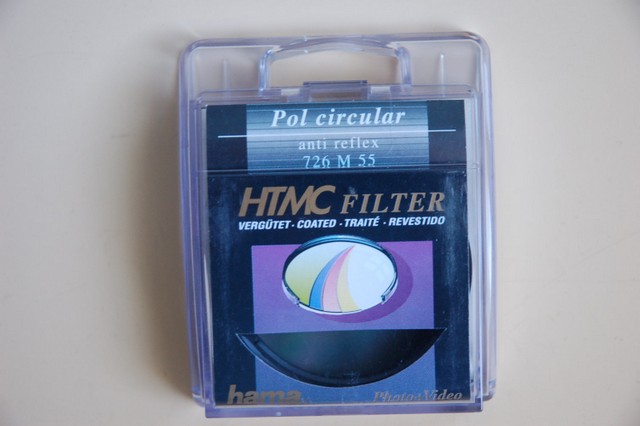 Pol circular
anti reflex
726 M 55
HTMC FILTER
VERGÜTET - COATED - TRAITÉ - REVESTIDO
hama
Photo+Video